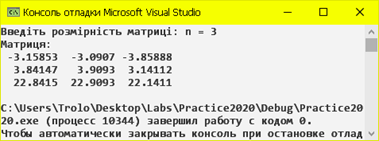 Консоль отладки Microsoft Visual Studio
Введіть розмірність матриці: n = 3
Матриця:
-3.15853 -3.0907 -3.85888
3.84147 3.9093 3.14112
22.8415 22.9093 22.1411
C:\Users\Trolo\Desktop\Labs\Practice2020\Debug\Practice20
20.exe (процесс 10344) завершил работу с кодом 0.
Чтобы автоматически закрывать консоль при остановке отлад